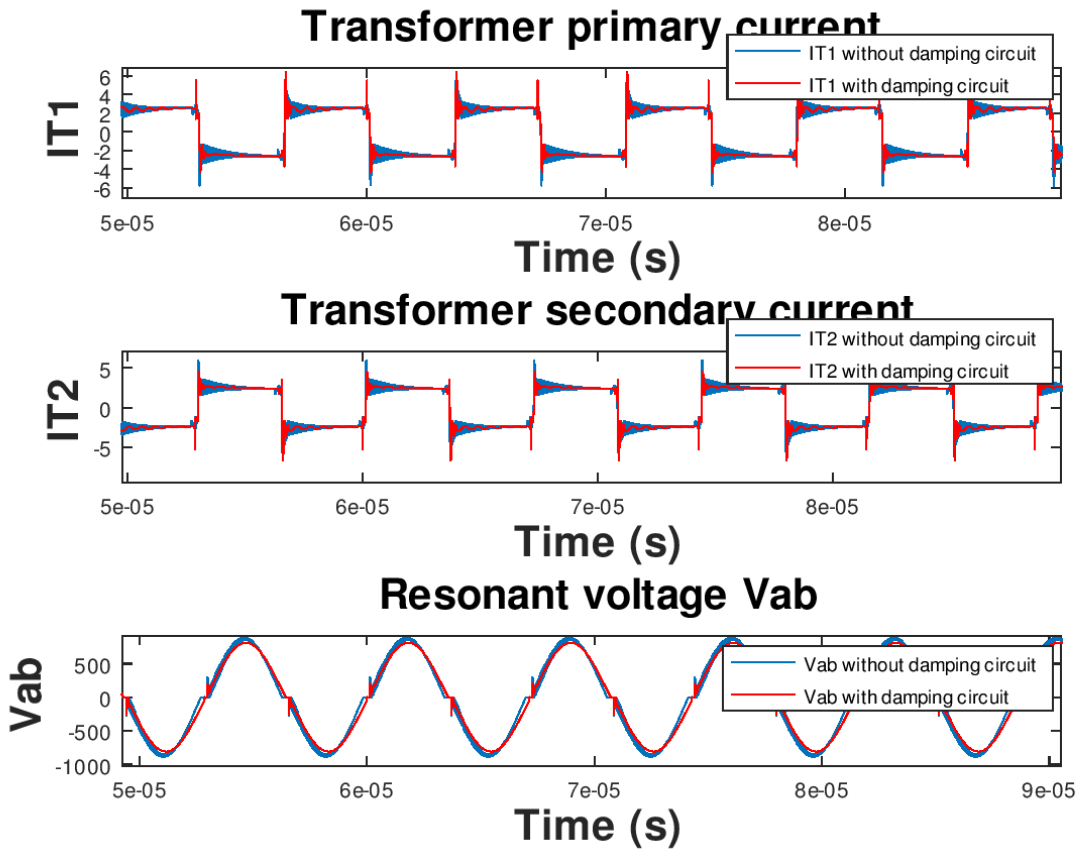 Transformer primary current
IT1 without damping circuit
IT1 with damping circuit
IT1
6
4
2
0
-2
-4
-6
5e-05 6e-05 7e-05 8e-05
Time (s)
Transformer secondary current
IT2 without damping circuit
IT2 with damping circuit
IT2
5
0
-5
5e-05 6e-05 7e-05 8e-05
Time (s)
Resonant voltage Vab
Vab without damping circuit
Vab with damping circuit
Vab
500
0
-500
-1000
5e-05 6e-05 7e-05 8e-05 9e-05
Time (s)